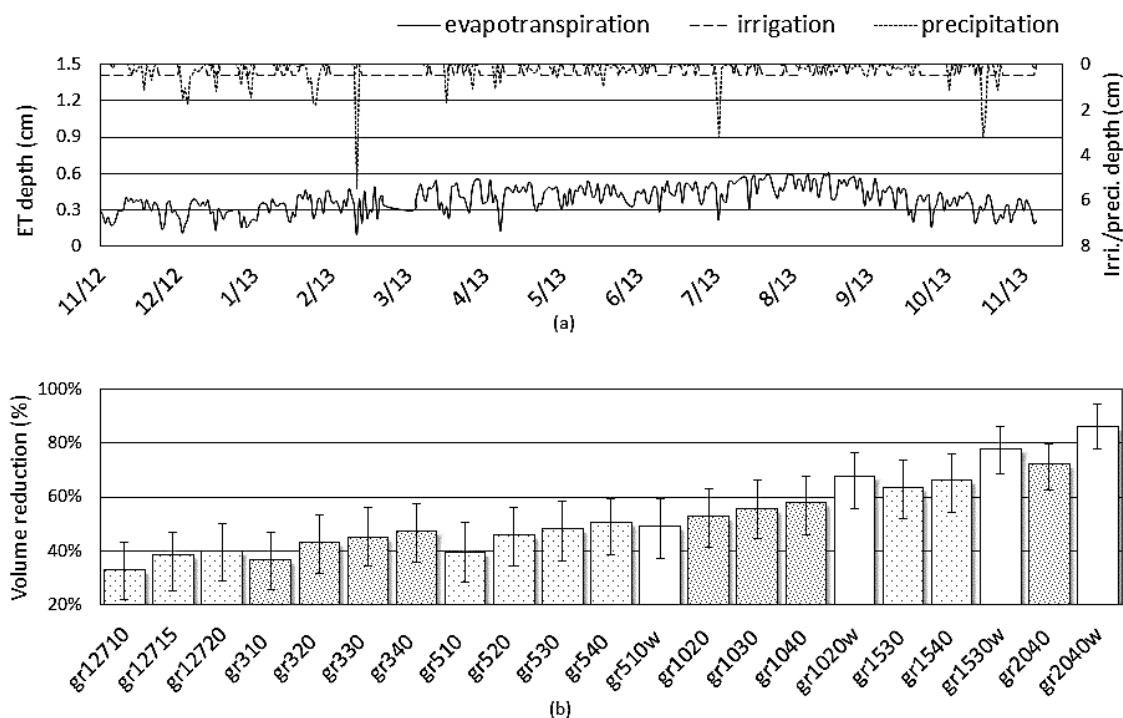 evapotranspiration irrigation precipitation
1.5 0
1.2 2
0.9 4
0.6
0.3 6
0 8
ET depth (cm)
Irri./preci. depth (cm)
11/12 12/12 1/13 2/13 3/13 4/13 5/13 6/13 7/13 8/13 9/13 10/13 11/13
(a)
100%
80%
60%
40%
20%
Volume reduction (%)
gr12710 gr12715 gr12720 gr310 gr320 gr330 gr340 gr510 gr520 gr530 gr540 gr510w gr1020 gr1030 gr1040 gr1020w gr1530 gr1540 gr1530w gr2040 gr2040w
(b)